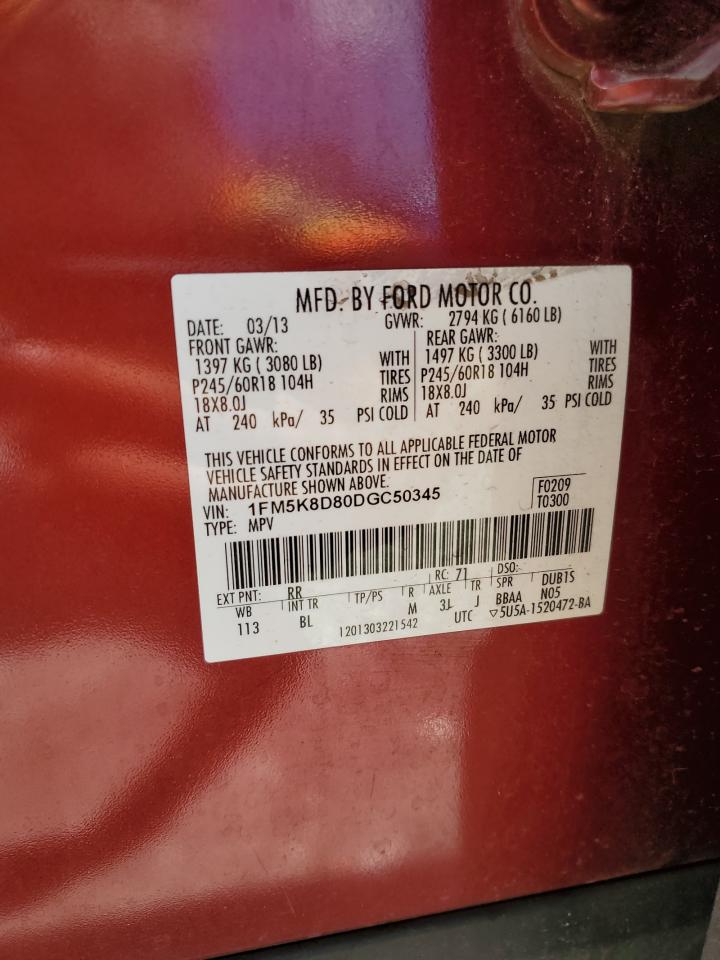 MFD. BY FORD MOTOR CO.
DATE: 03/13 GVWR: 2794 KG ( 6160 LB)
FRONT GAWR: REAR GAWR:
1397 KG ( 3080 LB) WITH 1497 KG ( 3300 LB) WITH
P245/60R18 104H TIRES P245/60R18 104H TIRES
18X8.0J RIMS 18X8.0J RIMS
AT 240 kPa/ 35 PSI COLD AT 240 kPa/ 35 PSI COLD
THIS VEHICLE CONFORMS TO ALL APPLICABLE FEDERAL MOTOR
VEHICLE SAFETY STANDARDS IN EFFECT ON THE DATE OF
MANUFACTURE SHOWN ABOVE.
VIN: 1FM5K8D80DGC50345 F0209
TYPE: MPV T0300
EXT PNT: RR RC: 71 DSO:
WB INT TR TP/PS R AXLE TR SPR DUB1S
113 BL M 3J J BBAA N05
1201303221542 UTC ▽5U5A-1520472-BA